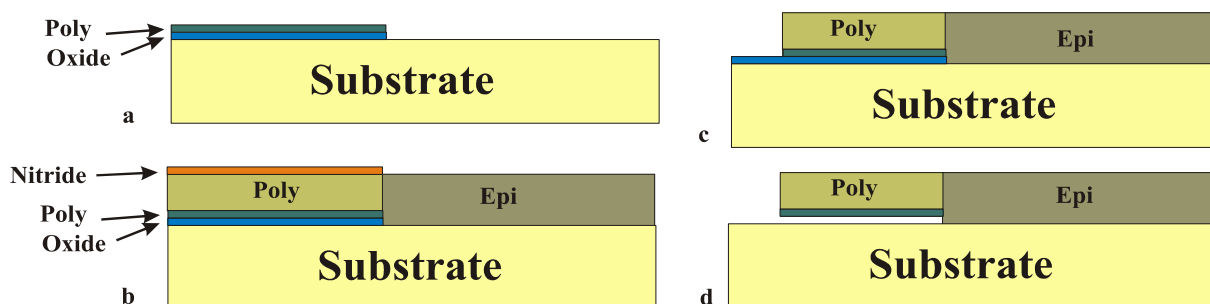 Poly
Oxide
Substrate
a
Nitride
Poly
Epi
Poly
Oxide
Substrate
b
Poly
Epi
Substrate
c
Poly
Epi
Substrate
d